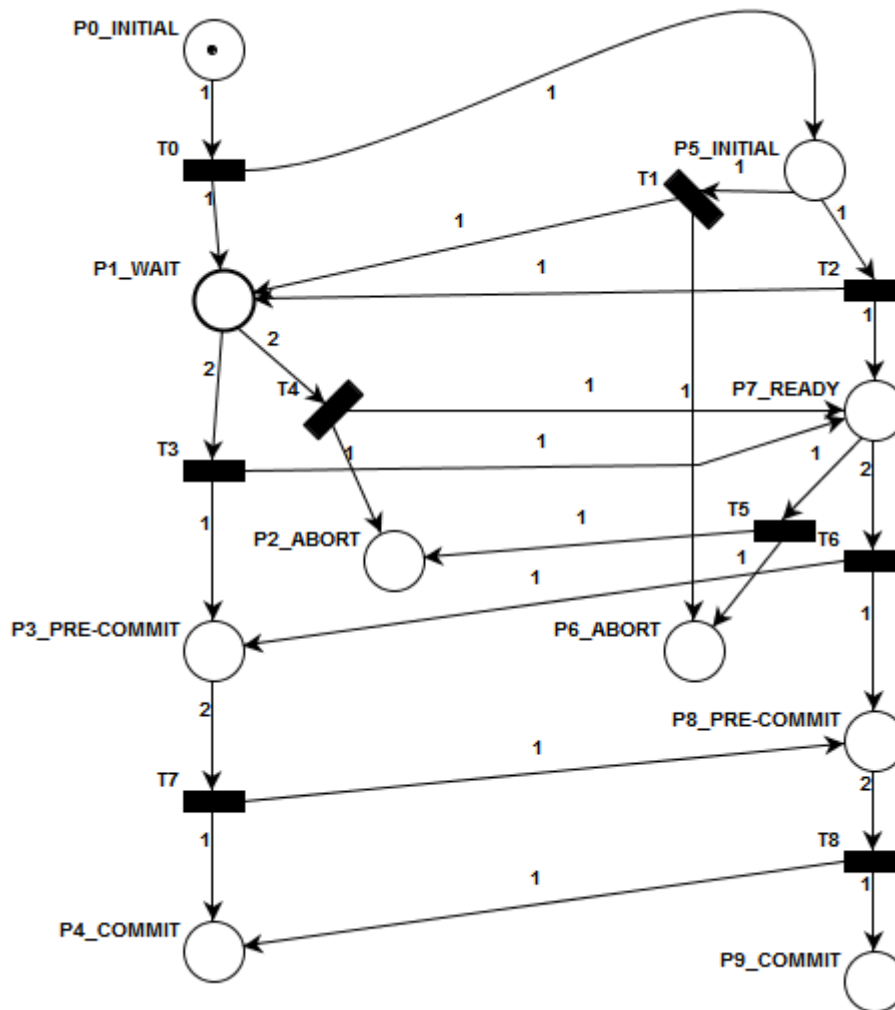 P0_INITIAL
1
1
T0
P5_INITIAL
1
T1
1
1
1
P1_WAIT
1
T2
2
2
1
T4
1
1
P7_READY
T3
1
1
1
2
1
T5
P2_ABORT
1
T6
1
1
P3_PRE-COMMIT
P6_ABORT
1
2
P8_PRE-COMMIT
1
T7
2
1
T8
1
1
P4_COMMIT
P9_COMMIT